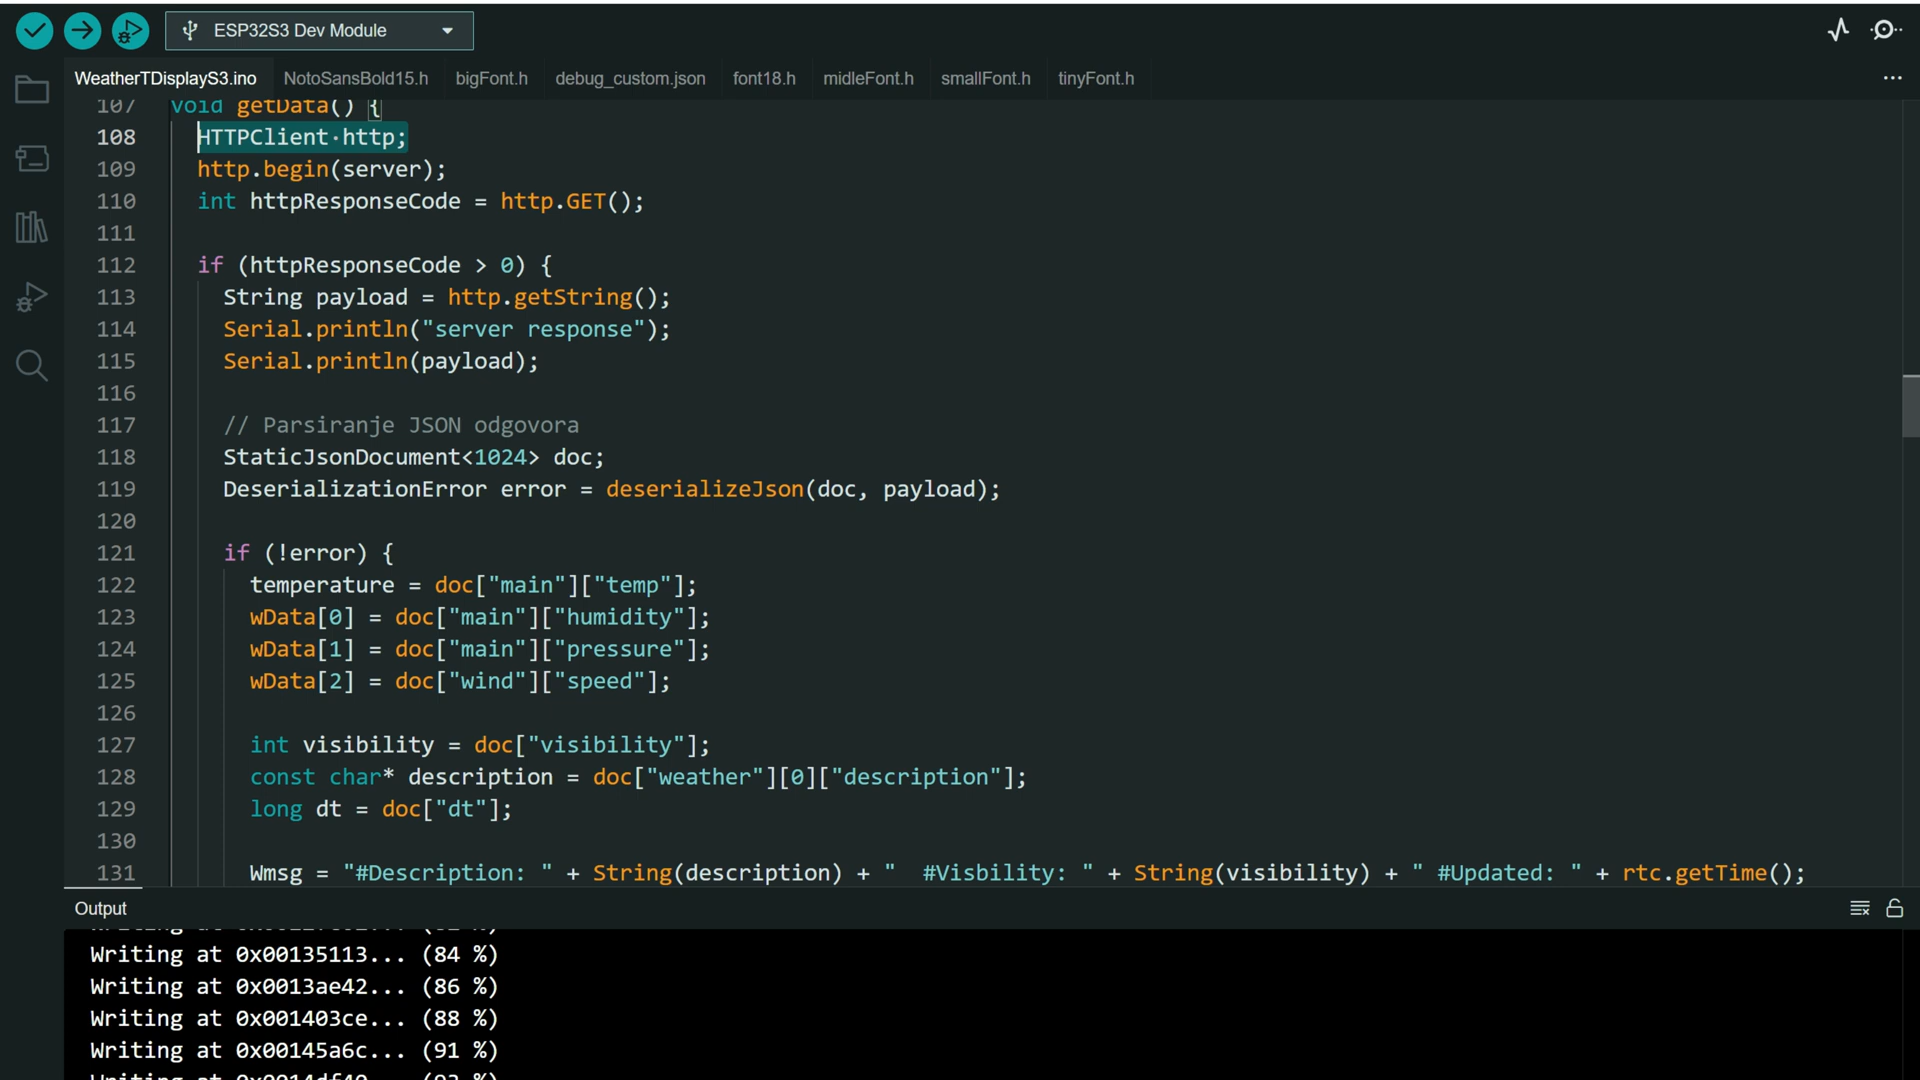 ESP32S3 Dev Module
WeatherTDisplayS3.ino NotoSansBold15.h bigFont.h debug_custom.json font18.h midleFont.h smallFont.h tinyFont.h
107 void getData() {
108 HTTPClient·http;
109 http.begin(server);
110 int httpResponseCode = http.GET();
111
112 if (httpResponseCode > 0) {
113 String payload = http.getString();
114 Serial.println("server response");
115 Serial.println(payload);
116
117 // Parsiranje JSON odgovora
118 StaticJsonDocument<1024> doc;
119 DeserializationError error = deserializeJson(doc, payload);
120
121 if (!error) {
122 temperature = doc["main"]["temp"];
123 wData[0] = doc["main"]["humidity"];
124 wData[1] = doc["main"]["pressure"];
125 wData[2] = doc["wind"]["speed"];
126
127 int visibility = doc["visibility"];
128 const char* description = doc["weather"][0]["description"];
129 long dt = doc["dt"];
130
131 Wmsg = "#Description: " + String(description) + "  #Visbility: " + String(visibility) + " #Updated: " + rtc.getTime();
Output
Writing at 0x00135113... (84 %)
Writing at 0x0013ae42... (86 %)
Writing at 0x001403ce... (88 %)
Writing at 0x00145a6c... (91 %)